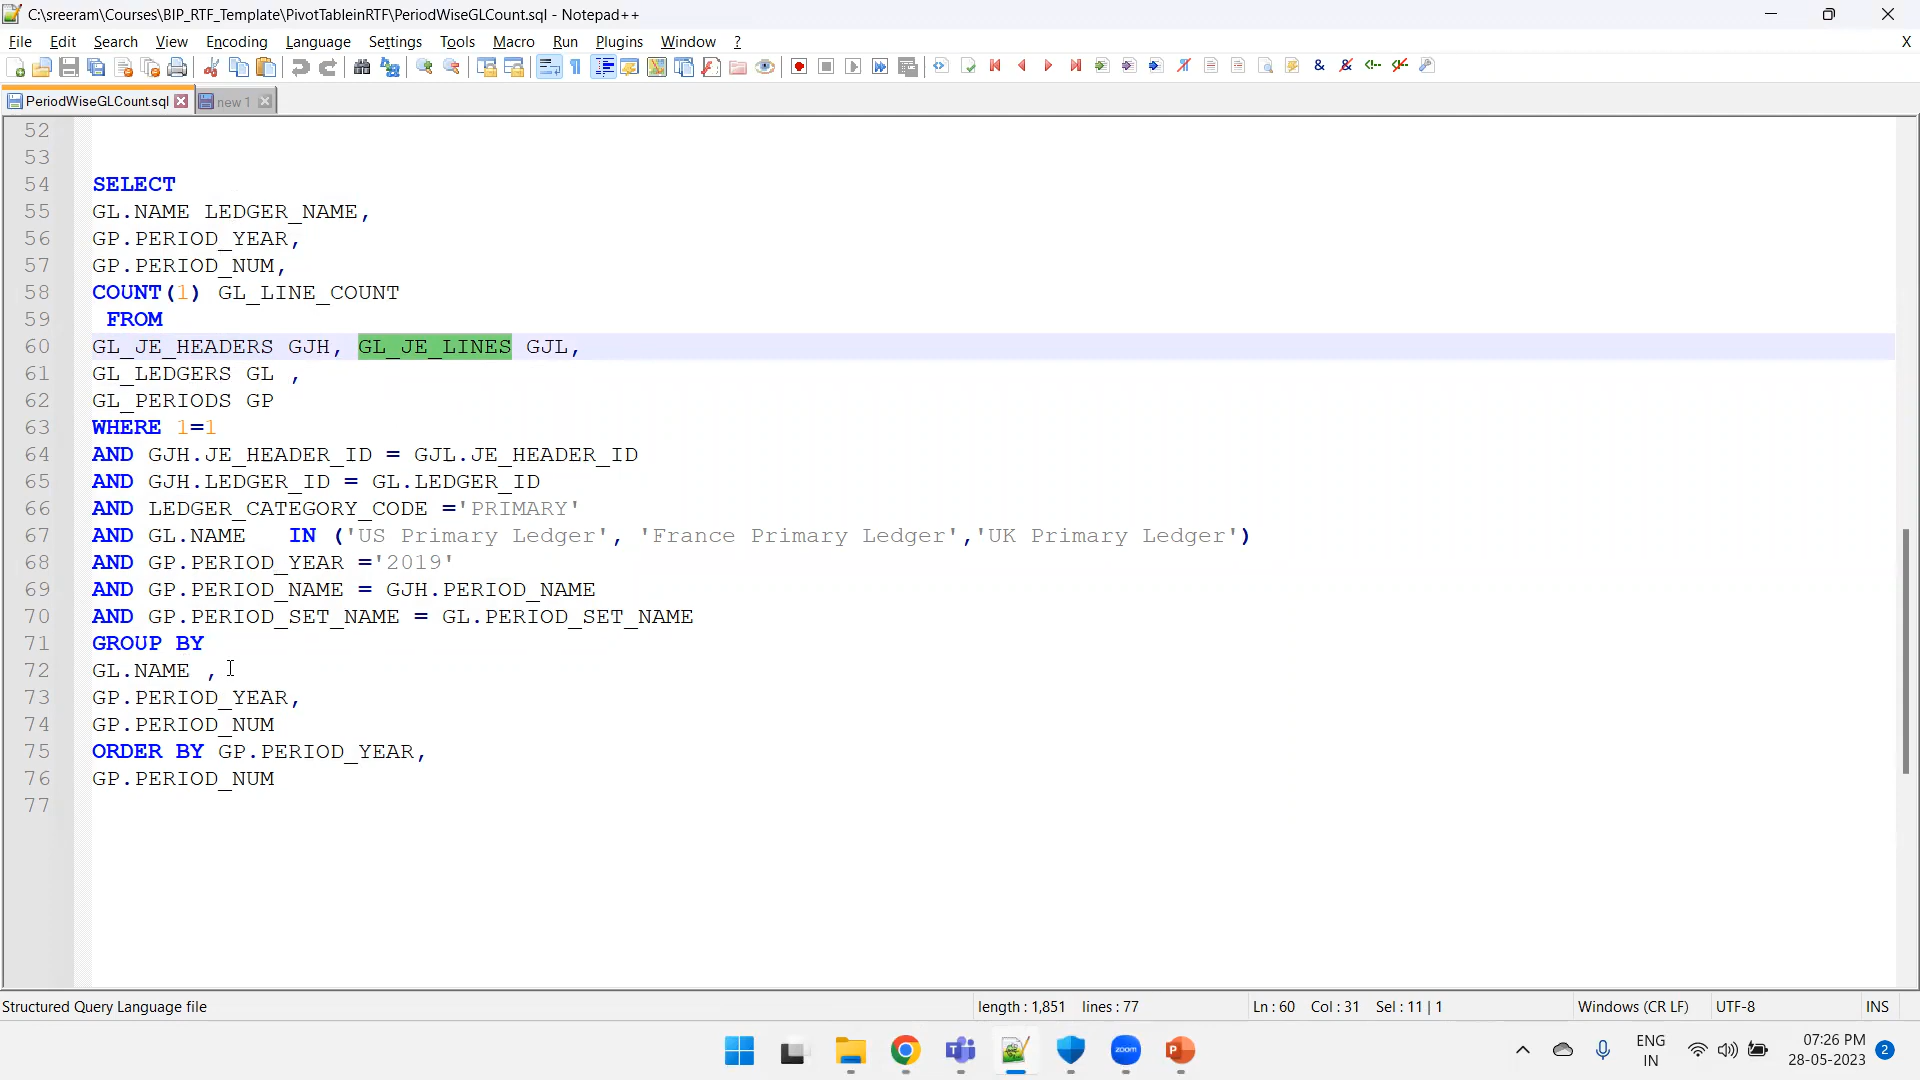 C:\sreeram\Courses\BIP_RTF_Template\PivotTableinRTF\PeriodWiseGLCount.sql - Notepad++
File Edit Search View Encoding Language Settings Tools Macro Run Plugins Window ? X
PeriodWiseGLCount.sql new 1
52
53
54 SELECT
55 GL.NAME LEDGER_NAME,
56 GP.PERIOD_YEAR,
57 GP.PERIOD_NUM,
58 COUNT(1) GL_LINE_COUNT
59 FROM
60 GL_JE_HEADERS GJH, GL_JE_LINES GJL,
61 GL_LEDGERS GL ,
62 GL_PERIODS GP
63 WHERE 1=1
64 AND GJH.JE_HEADER_ID = GJL.JE_HEADER_ID
65 AND GJH.LEDGER_ID = GL.LEDGER_ID
66 AND LEDGER_CATEGORY_CODE ='PRIMARY'
67 AND GL.NAME IN ('US Primary Ledger', 'France Primary Ledger','UK Primary Ledger')
68 AND GP.PERIOD_YEAR ='2019'
69 AND GP.PERIOD_NAME = GJH.PERIOD_NAME
70 AND GP.PERIOD_SET_NAME = GL.PERIOD_SET_NAME
71 GROUP BY
72 GL.NAME ,
73 GP.PERIOD_YEAR,
74 GP.PERIOD_NUM
75 ORDER BY GP.PERIOD_YEAR,
76 GP.PERIOD_NUM
77
Structured Query Language file length : 1,851 lines : 77 Ln : 60 Col : 31 Sel : 11 | 1 Windows (CR LF) UTF-8 INS
zoom ENG 07:26 PM
IN 28-05-2023 2